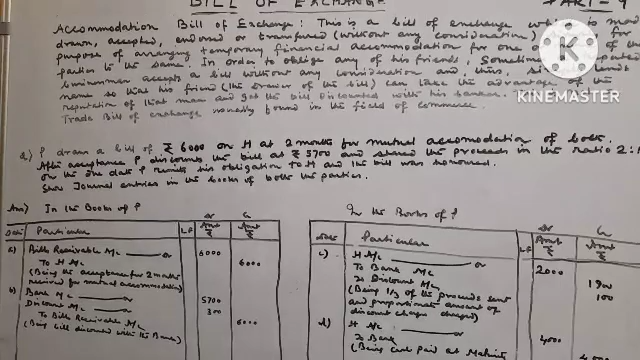 BILL OF EXCHANGE PART-4
Accommodation Bill of Exchange: This is a bill of exchange which is
drawn, accepted, endorsed or transferred (without any consideration) for
purpose of arranging temporary financial accommodation for one of the
parties to the same. In order to oblige any of his friends, Sometimes
businessman accepts a bill without any consideration and thus, lends
name so that his friend (the drawer of the bill) can take the advantage of the
reputation of that man and get the bill discounted with his banker.
Trade Bill of exchange usually found in the field of commerce.
KINEMASTER
Q) P drawn a bill of ₹ 6000 on H at 2 months for mutual accomodation of both.
After acceptance P discounts the bill at ₹ 5700 and shared the proceeds in the ratio 2:
On the due date P remits his obligation to H and the bill was honoured.
Show Journal entries in the books of both the parties.
Ans) In the Books of P
Date Particular L.F Dr Amt ₹ Cr Amt ₹
a) Bills Receivable A/c Dr 6000
To H A/c 6000
(Being the acceptance for 2 months
received for mutual accommodation)
b) Bank A/c Dr 5700
Discount A/c Dr 300
To Bills Receivable A/c 6000
(Being bill discounted with the Bank)
In the Books of P
Date Particular L.F Dr Amt ₹ Cr Amt ₹
c) H A/c Dr 2000
To Bank A/c 1900
To Discount A/c 100
(Being 1/3 of the proceeds sent
and proportionate amount of
discount charges charged)
d) H A/c Dr 4000
To Bank 4000
(Being Cash paid at